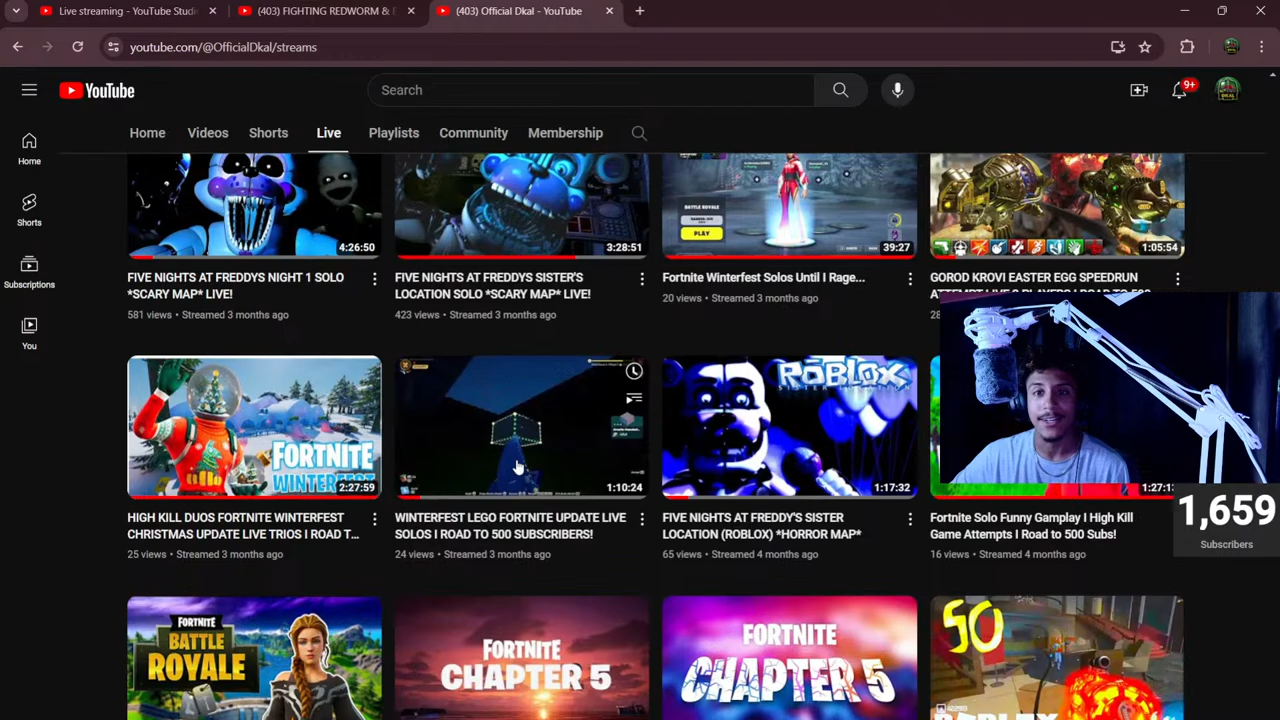 Live streaming - YouTube Studi
(403) FIGHTING REDWORM & E
(403) Official Dkal - YouTube
youtube.com/@OfficialDkal/streams
YouTube
Search
9+
Home
Videos
Shorts
Live
Playlists
Community
Membership
Home
Shorts
Subscriptions
You
BATTLE ROYALE
PLAY
4:26:50
3:28:51
39:27
1:05:54
FIVE NIGHTS AT FREDDYS NIGHT 1 SOLO
*SCARY MAP* LIVE!
581 views • Streamed 3 months ago
FIVE NIGHTS AT FREDDYS SISTER'S
LOCATION SOLO *SCARY MAP* LIVE!
423 views • Streamed 3 months ago
Fortnite Winterfest Solos Until I Rage...
20 views • Streamed 3 months ago
GOROD KROVI EASTER EGG SPEEDRUN
FORTNITE
WINTERFEST
2:27:59
1:10:24
ROBLOX
1:17:32
1:27:1
HIGH KILL DUOS FORTNITE WINTERFEST
CHRISTMAS UPDATE LIVE TRIOS I ROAD T...
25 views • Streamed 3 months ago
WINTERFEST LEGO FORTNITE UPDATE LIVE
SOLOS I ROAD TO 500 SUBSCRIBERS!
24 views • Streamed 3 months ago
FIVE NIGHTS AT FREDDY'S SISTER
LOCATION (ROBLOX) *HORROR MAP*
65 views • Streamed 4 months ago
Fortnite Solo Funny Gamplay I High Kill
Game Attempts I Road to 500 Subs!
16 views • Streamed 4 months ago
1,659
Subscribers
FORTNITE
BATTLE
ROYALE
FORTNITE
CHAPTER 5
FORTNITE
CHAPTER 5
SO